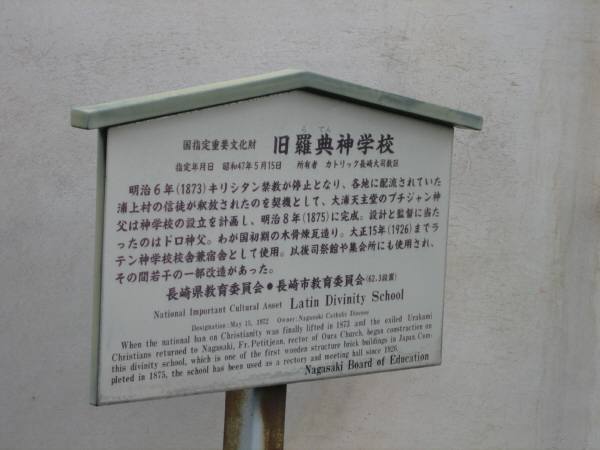 国指定重要文化財 旧羅典神学校
らてん
指定年月日 昭和47年5月15日 所有者 カトリック長崎大司教区
明治6年(1873)キリシタン禁教が停止となり、各地に配流されていた
浦上村の信徒が釈放されたのを契機として、大浦天主堂のプチジャン神
父は神学校の設立を計画し、明治8年(1875)に完成。設計と監督に当た
ったのはドロ神父。わが国初期の木骨煉瓦造り。大正15年(1926)までラ
テン神学校校舎兼宿舎として使用。以後司祭館や集会所にも使用され、
その間若干の一部改造があった。
長崎県教育委員会●長崎市教育委員会(62.3設置)
National Important Cultural Asset Latin Divinity School
Designation:May 15, 1972 Owner:Nagasaki Catholic Diocese
When the national ban on Christianity was finally lifted in 1873 and the exiled Urakami
Christians returned to Nagasaki, Fr. Petitjean, rector of Oura Church, began construction on
this divinity school, which is one of the first wooden structure brick buildings in Japan. Com-
pleted in 1875, the school has been used as a rectory and meeting hall since 1926.
Nagasaki Board of Education